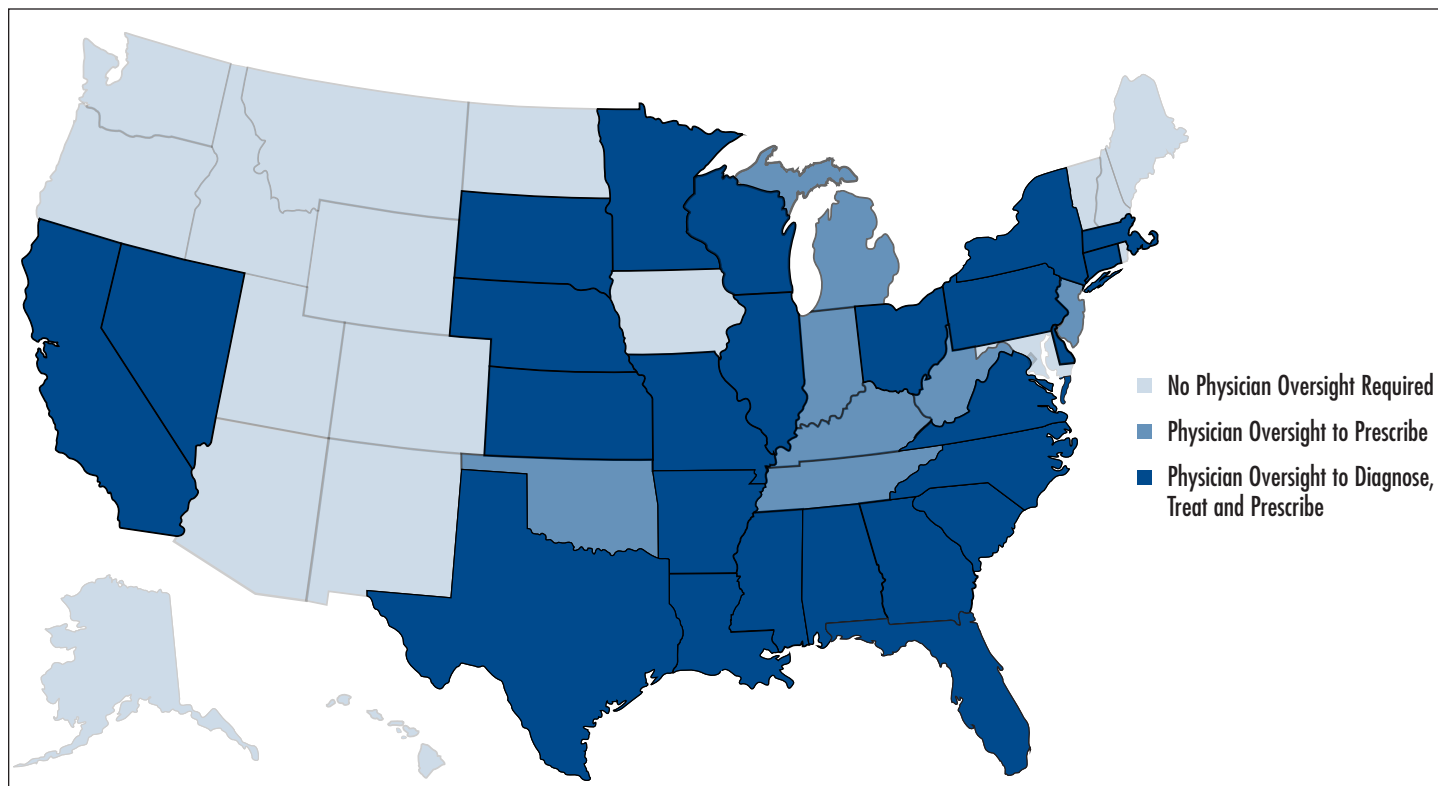 No Physician Oversight Required
Physician Oversight to Prescribe
Physician Oversight to Diagnose,
Treat and Prescribe